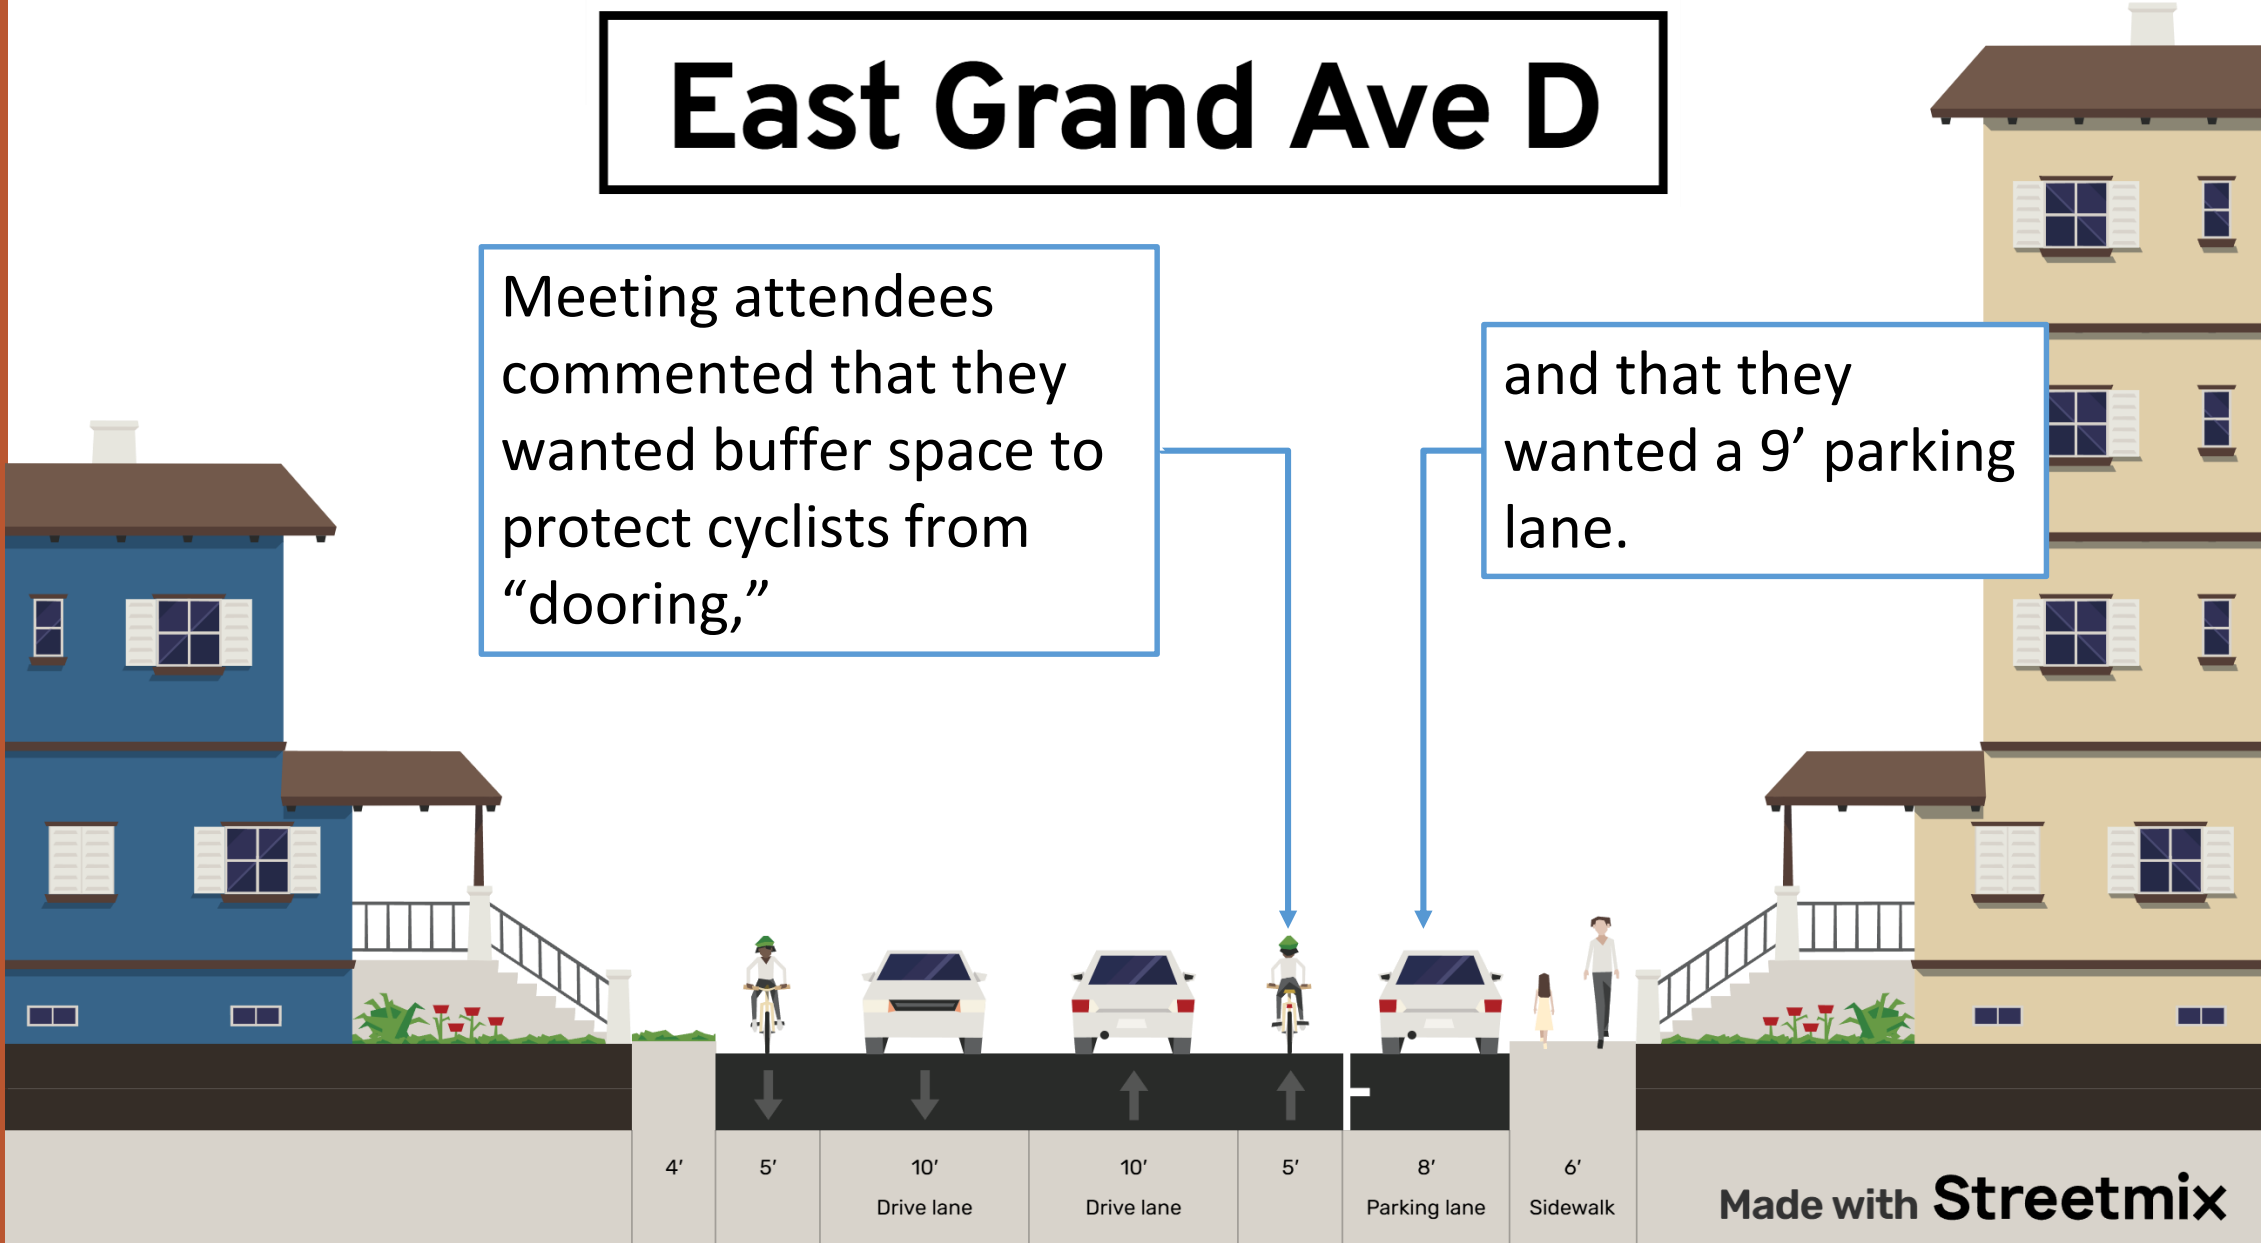 East Grand Ave D
Meeting attendees
commented that they
wanted buffer space to
protect cyclists from
“dooring,”
and that they
wanted a 9’ parking
lane.
4’
5’
10’
Drive lane
10’
Drive lane
5’
8’
Parking lane
6’
Sidewalk
Made with Streetmix